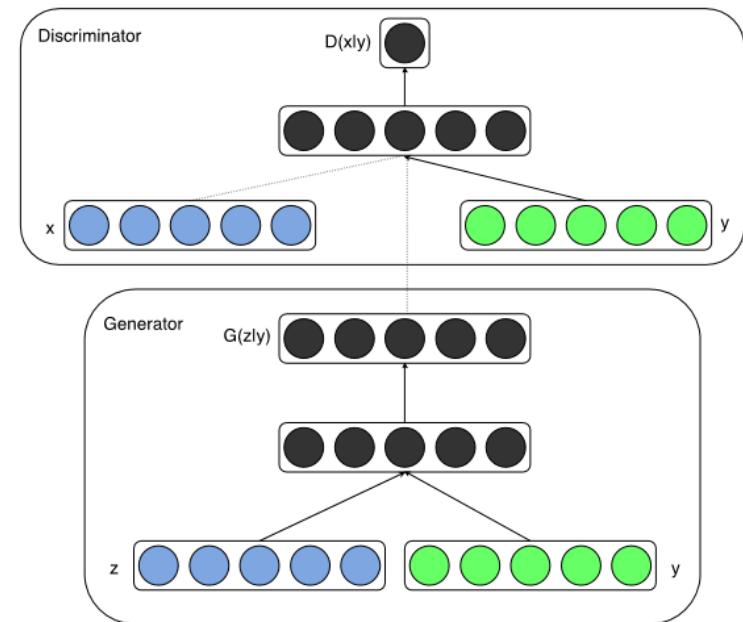 Discriminator
D(x|y)
x
y
Generator
G(z|y)
z
y